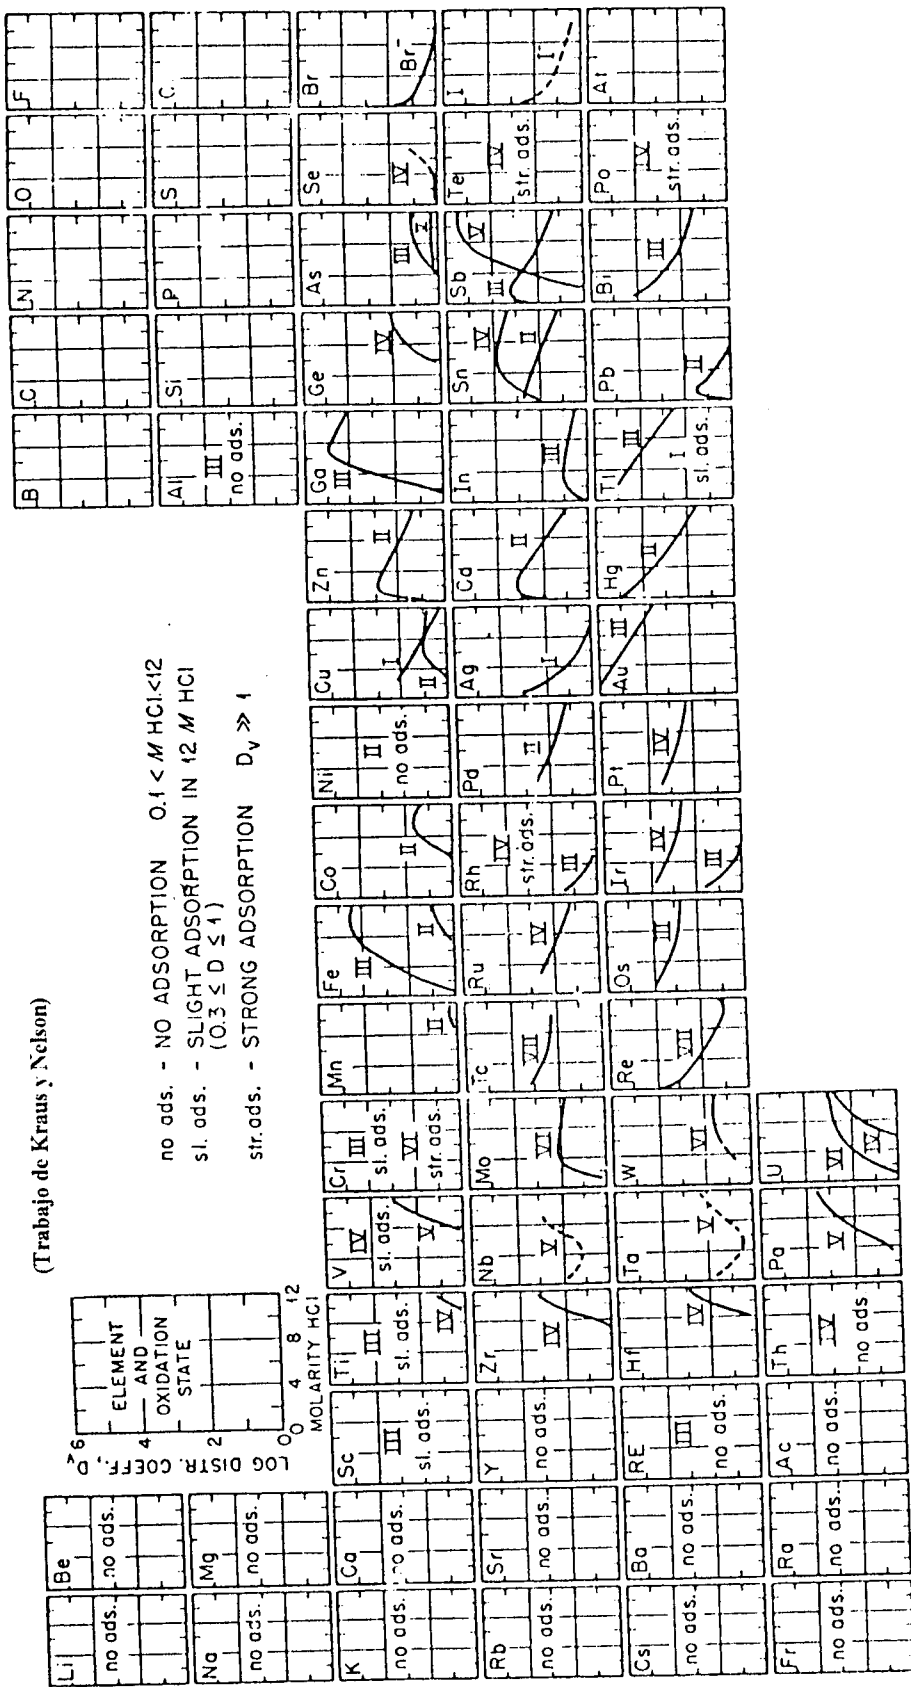 (Trabajo de Kraus y Nelson)
no ads. - NO ADSORPTION 0.1 < M HCl < 12
sl. ads. - SLIGHT ADSORPTION IN 12 M HCl
(0.3 ≤ D ≤ 1)
str. ads. - STRONG ADSORPTION Dv >> 1
LOG DISTR. COEFF., Dv
6
4
2
0
ELEMENT
AND
OXIDATION
STATE
0 4 8 12
MOLARITY HCl
Li
no ads.
Be
no ads.
B
C
N
O
F
Na
no ads.
Mg
no ads.
Al
III
no ads.
Si
P
S
C
K
no ads.
Ca
no ads.
Sc
III
sl. ads.
Ti
III
sl. ads.
IV
V
IV
sl. ads.
V
Cr
III
sl. ads.
VI
str. ads.
Mn
II
Fe
III
II
Co
II
Ni
II
no ads.
Cu
I
II
Zn
II
Ga
III
Ge
IV
As
III
V
Se
IV
Br
Br-
Rb
no ads.
Sr
no ads.
Y
no ads.
Zr
IV
Nb
V
Mo
VI
Tc
VII
Ru
IV
Rh
IV
str. ads.
III
Pd
II
Ag
I
Cd
II
In
III
Sn
IV
II
Sb
III
V
Te
IV
str. ads.
I
I-
Cs
no ads.
Ba
no ads.
RE
III
no ads.
Hf
IV
Ta
V
W
VI
Re
VII
Os
III
Ir
IV
III
Pt
IV
Au
III
Hg
II
Tl
III
I
sl. ads.
Pb
II
Bi
III
Po
IV
str. ads.
At
Fr
no ads.
Ra
no ads.
Ac
no ads.
Th
IV
no ads
Pa
V
U
VI
IV